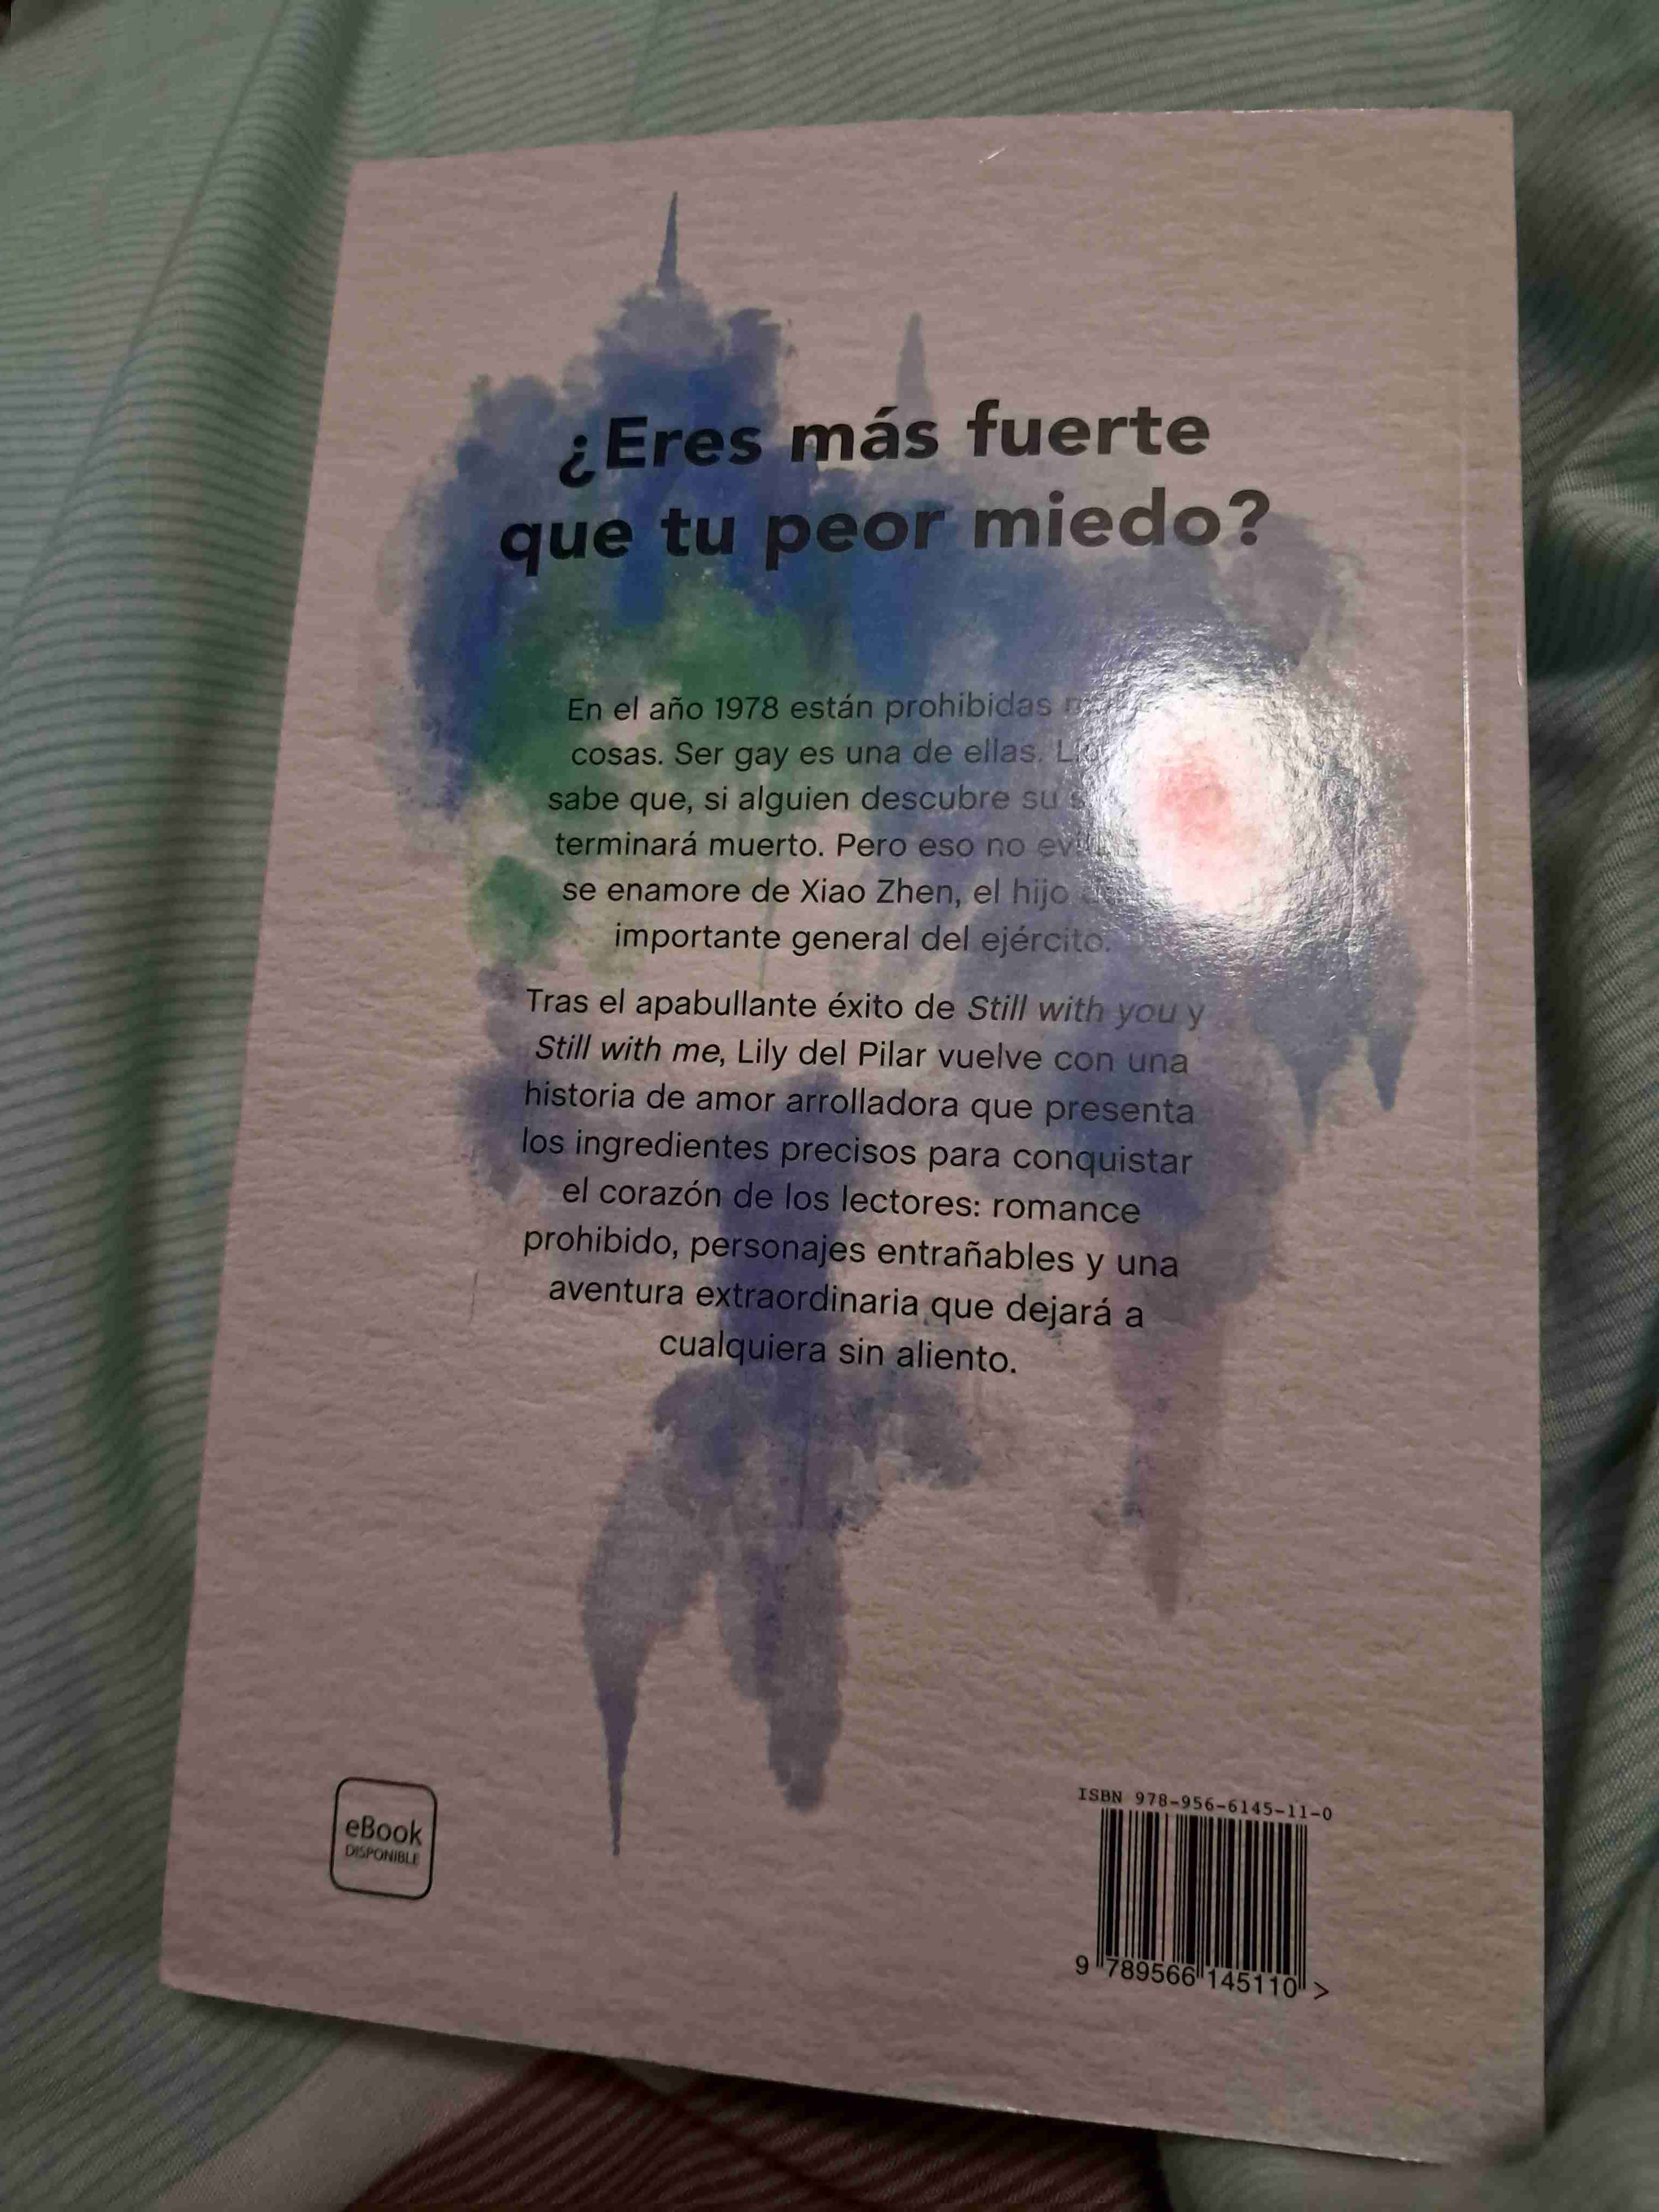 ¿Eres más fuerte
que tu peor miedo?
En el año 1978 están prohibidas
cosas. Ser gay es una de ellas.
sabe que, si alguien descubre su
terminará muerto. Pero eso no
se enamore de Xiao Zhen, el hijo
importante general del ejército.
Tras el apabullante éxito de Still with you y
Still with me, Lily del Pilar vuelve con una
historia de amor arrolladora que presenta
los ingredientes precisos para conquistar
el corazón de los lectores: romance
prohibido, personajes entrañables y una
aventura extraordinaria que dejará a
cualquiera sin aliento.
eBook
DISPONIBLE
ISBN 978-956-6145-11-0
9 789566 145110 >